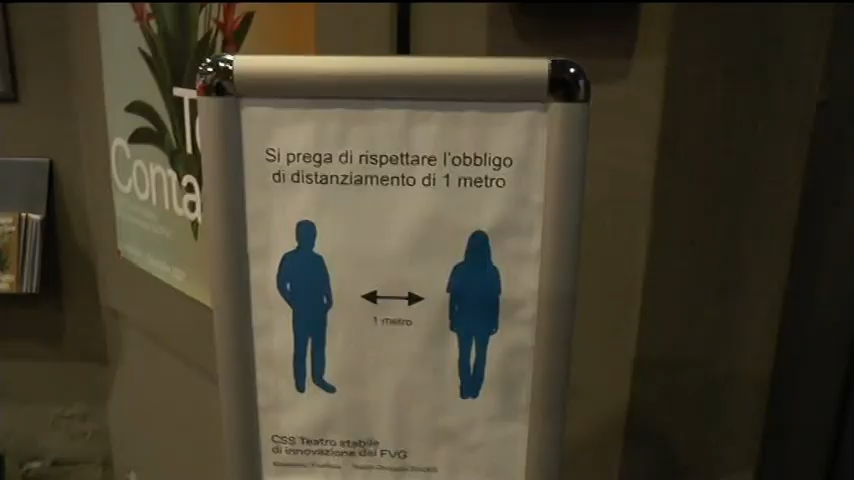 Si prega di rispettare l'obbligo
di distanziamento di 1 metro
1 metro
CSS Teatro stabile
di innovazione del FVG